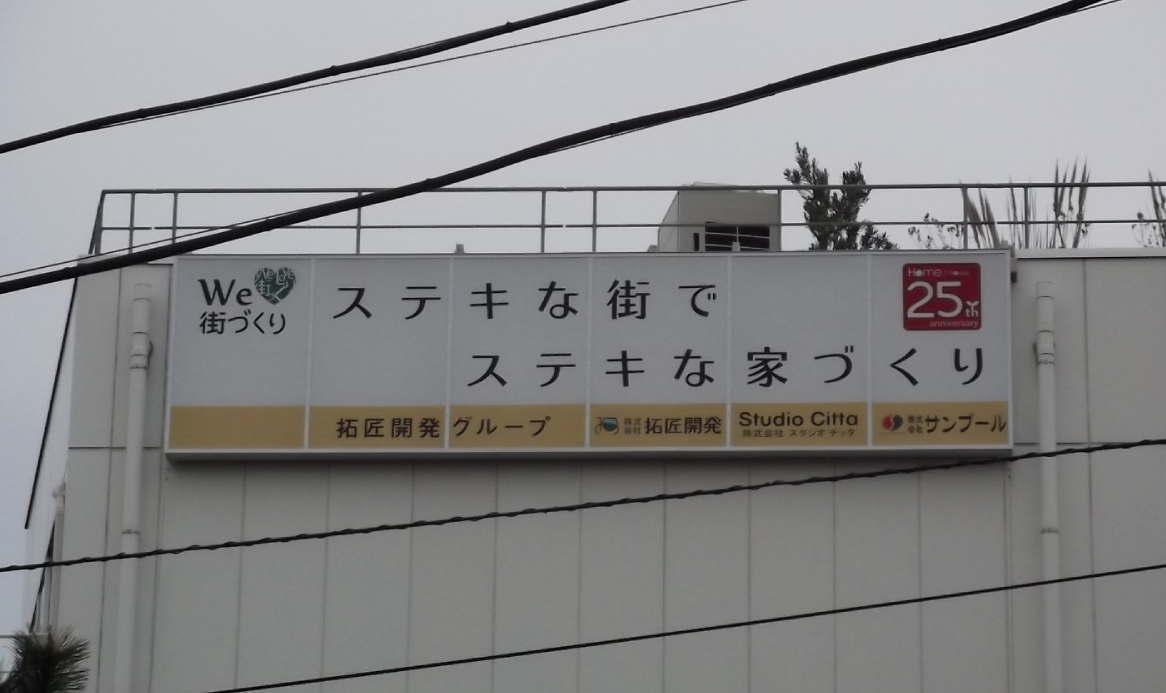 We
街づくり
ステキな街で
ステキな家づくり
Home
25th
anniversary
拓匠開発グループ
株式会社 拓匠開発
Studio Citta
株式会社 スタジオ チッタ
株式会社 サンプール